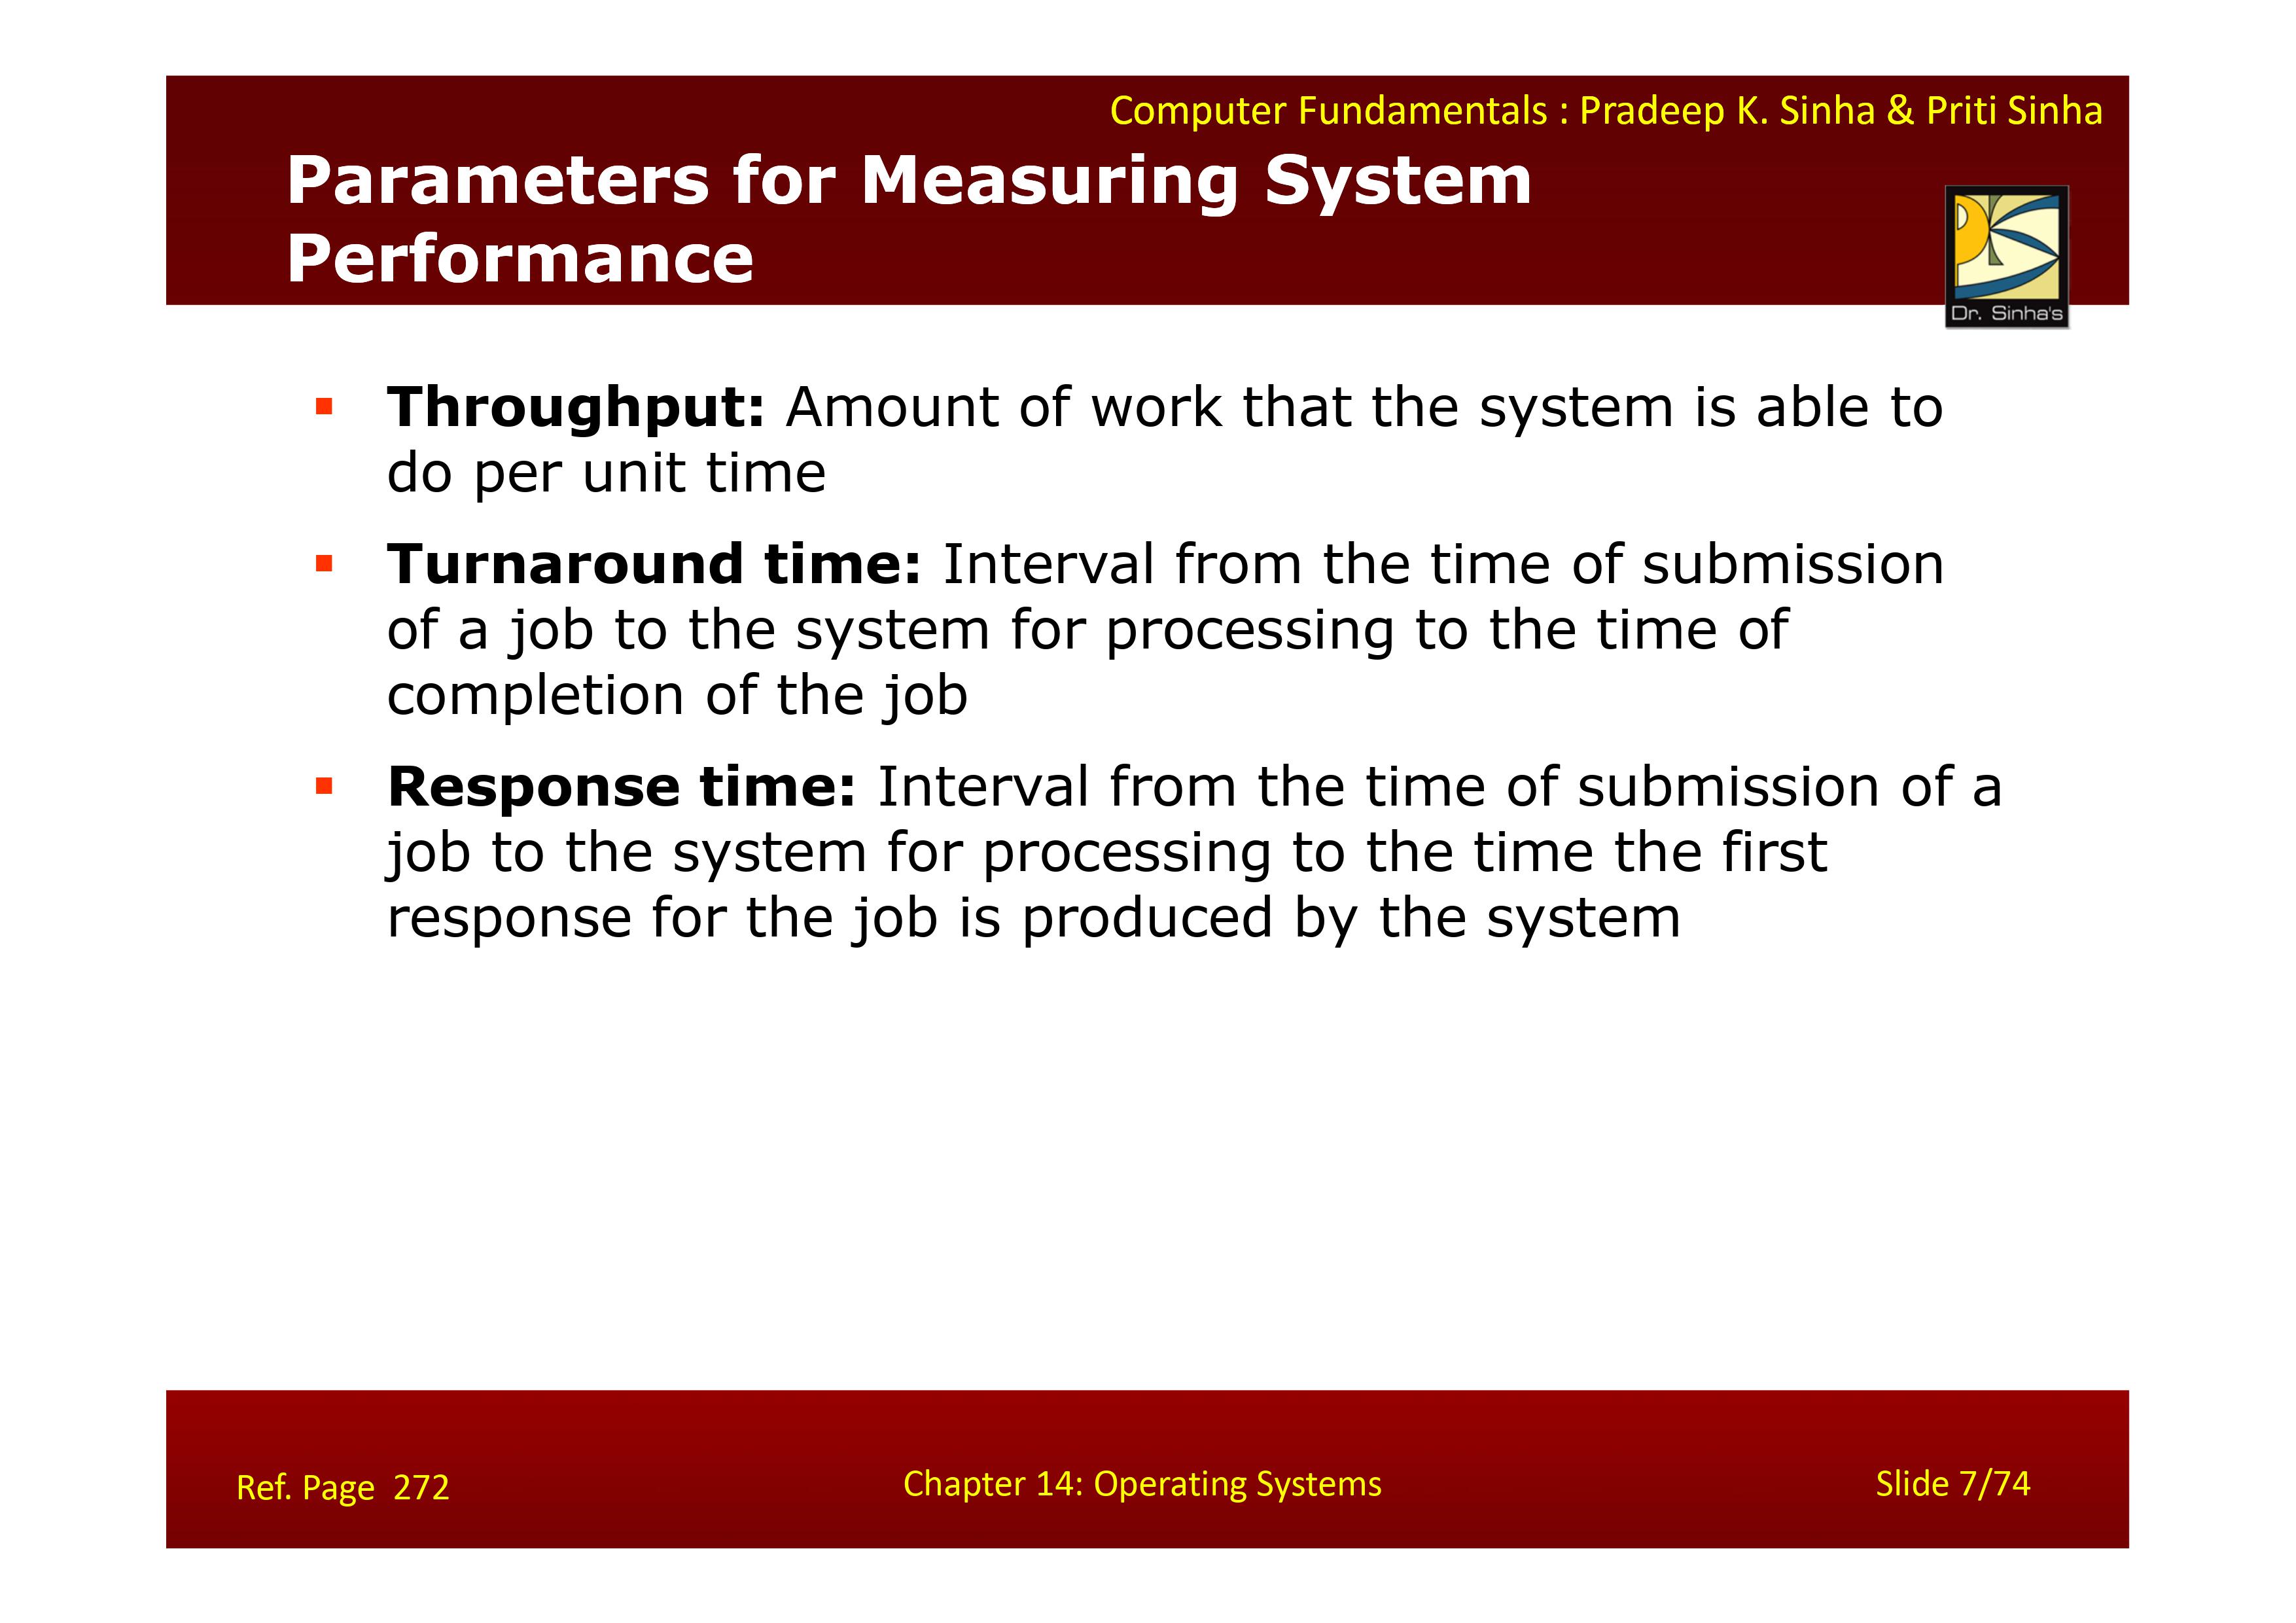 Computer Fundamentals : Pradeep K. Sinha & Priti Sinha
Parameters for Measuring System
Performance
Dr. Sinha's
▪ Throughput: Amount of work that the system is able to
do per unit time
▪ Turnaround time: Interval from the time of submission
of a job to the system for processing to the time of
completion of the job
▪ Response time: Interval from the time of submission of a
job to the system for processing to the time the first
response for the job is produced by the system
Ref. Page 272
Chapter 14: Operating Systems
Slide 7/74